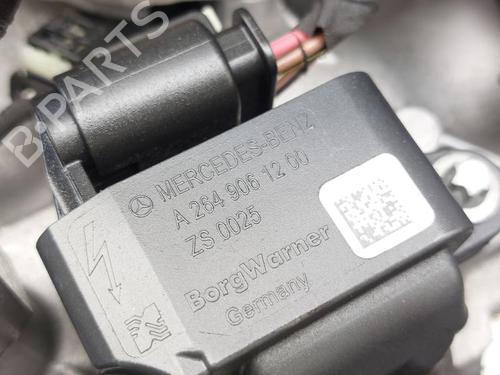 B-PARTS
MERCEDES-BENZ
A 264 906 12 00
ZS 0025
BorgWarner
Germany